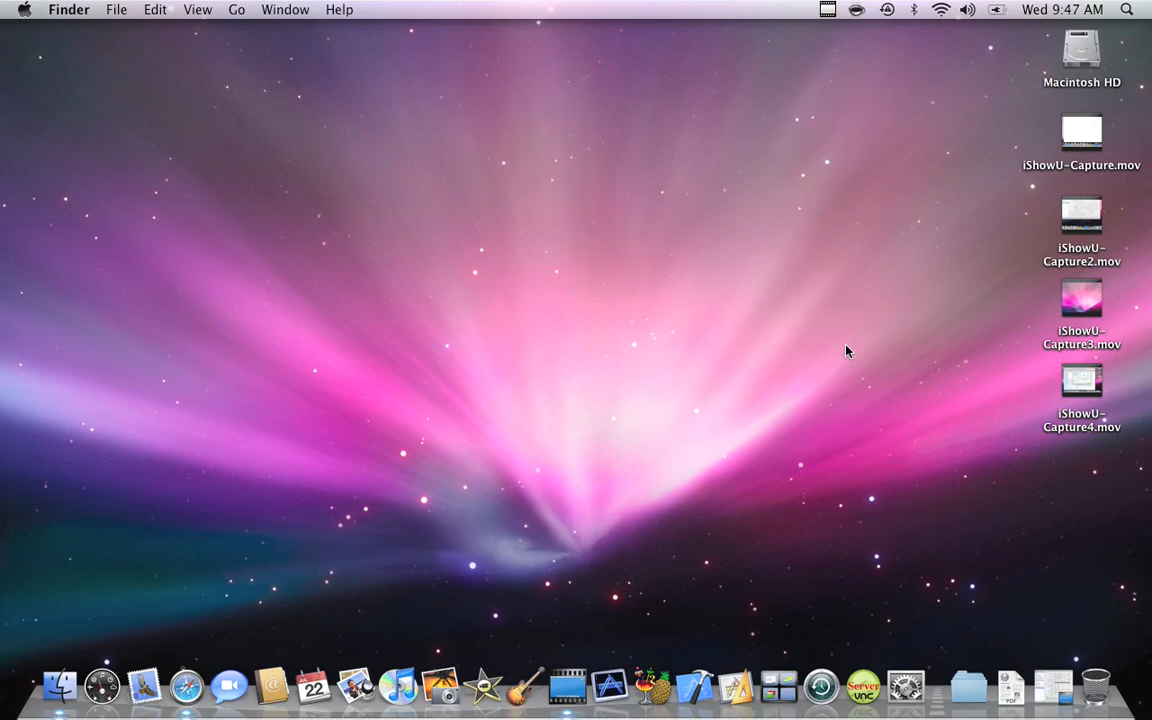 Finder File Edit View Go Window Help Wed 9:47 AM
Macintosh HD
iShowU-Capture.mov
iShowU-
Capture2.mov
iShowU-
Capture3.mov
iShowU-
Capture4.mov
22
Server
VNC
PDF